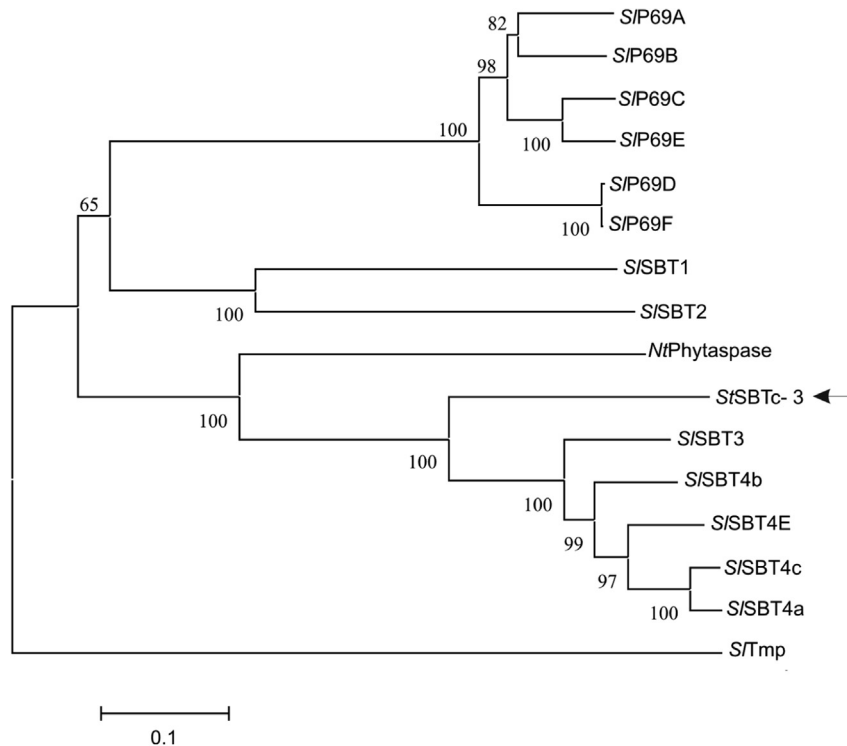 SlP69A
82
SlP69B
98
SlP69C
100
SlP69E
100
SlP69D
65
SlP69F
100
SlSBT1
SlSBT2
100
NtPhytaspase
StSBTc- 3
100
SlSBT3
100
SlSBT4b
100
SlSBT4E
99
SlSBT4c
97
SlSBT4a
100
SlTmp
0.1